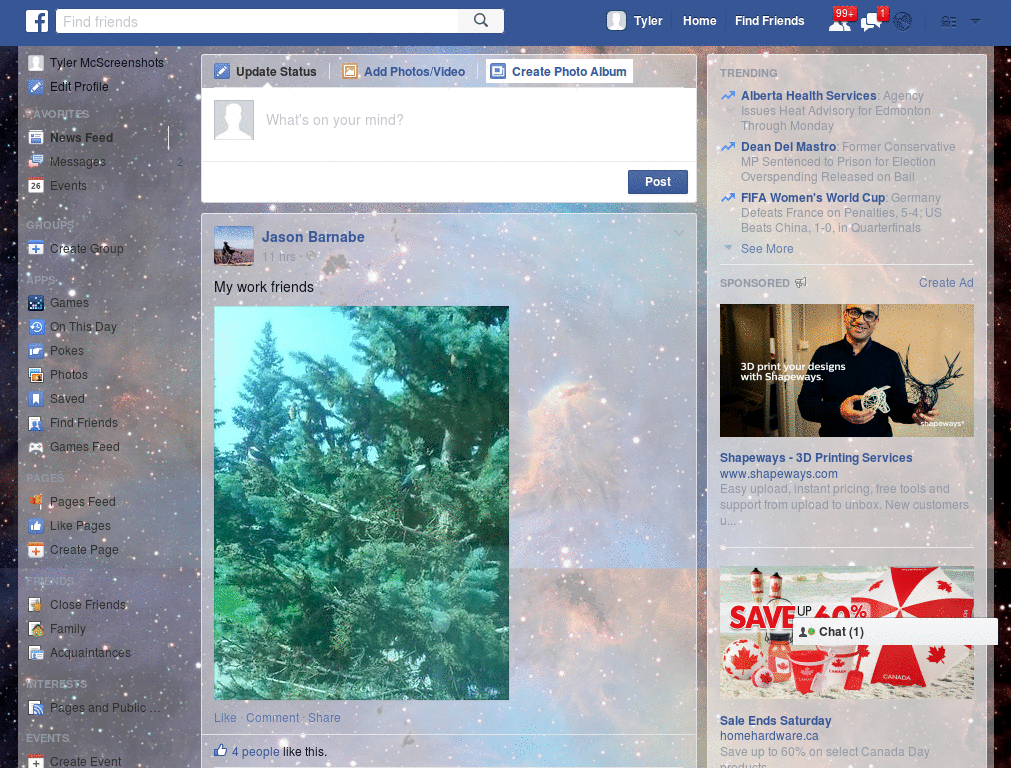 Find friends
Tyler
Home
Find Friends
99+
1
Tyler McScreenshots
Edit Profile
FAVORITES
News Feed
Messages
2
26
Events
GROUPS
Create Group
APPS
Games
On This Day
Pokes
Photos
Saved
Find Friends
Games Feed
PAGES
Pages Feed
Like Pages
Create Page
FRIENDS
Close Friends
Family
Acquaintances
INTERESTS
Pages and Public ...
EVENTS
Create Event
Update Status
Add Photos/Video
Create Photo Album
What's on your mind?
Post
Jason Barnabe
11 hrs ·
My work friends
Like · Comment · Share
4 people like this.
TRENDING
Alberta Health Services: Agency
Issues Heat Advisory for Edmonton
Through Monday
Dean Del Mastro: Former Conservative
MP Sentenced to Prison for Election
Overspending Released on Bail
FIFA Women's World Cup: Germany
Defeats France on Penalties, 5-4; US
Beats China, 1-0, in Quarterfinals
See More
SPONSORED
Create Ad
3D print your designs
with Shapeways.
shapeways*
Shapeways - 3D Printing Services
www.shapeways.com
Easy upload, instant pricing, free tools and
support from upload to unbox. New customers
u...
SAVE UP 60%
CANADA
Chat (1)
Sale Ends Saturday
homehardware.ca
Save up to 60% on select Canada Day
products